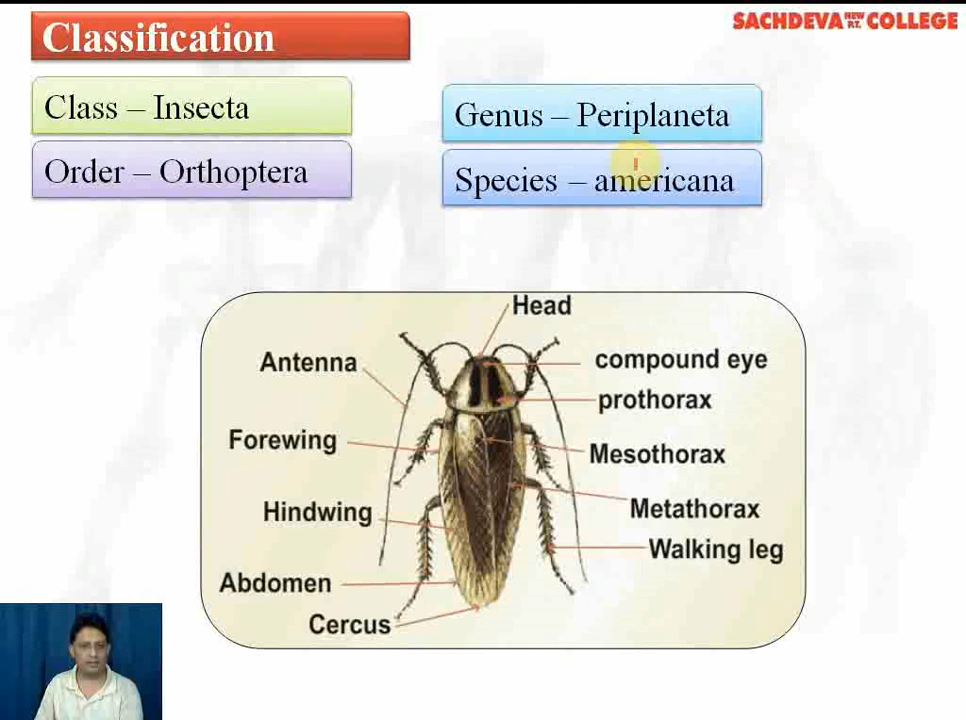 Classification
SACHDEVA NEW P.T. COLLEGE
Class – Insecta
Genus – Periplaneta
Order – Orthoptera
Species – americana
Head
Antenna
compound eye
prothorax
Forewing
Mesothorax
Hindwing
Metathorax
Walking leg
Abdomen
Cercus